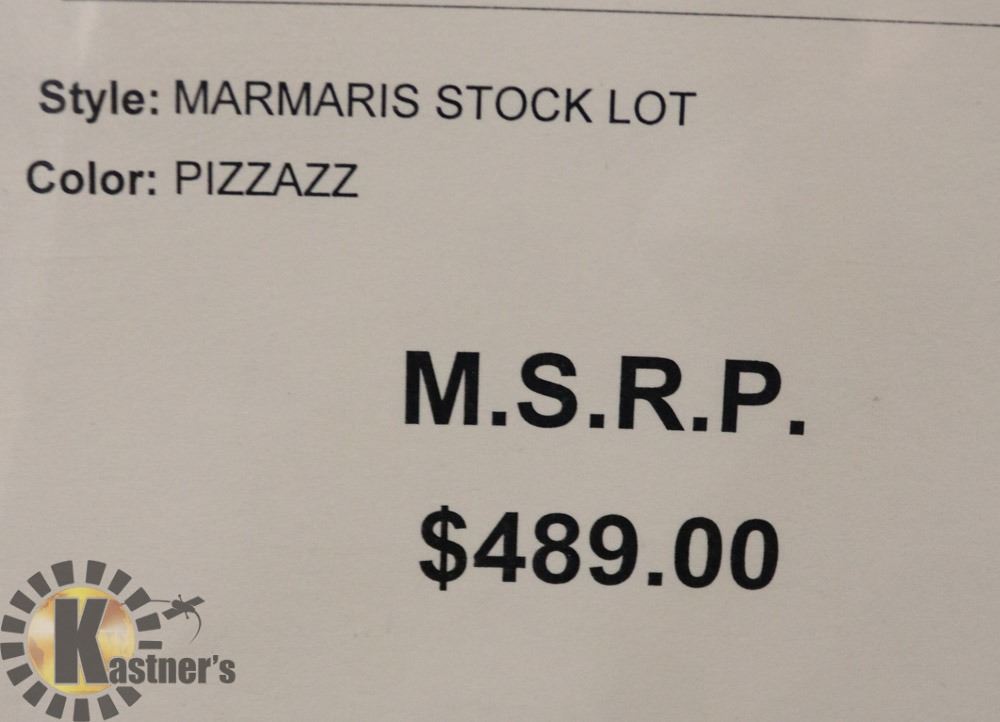 Style: MARMARIS STOCK LOT
Color: PIZZAZZ
M.S.R.P.
$489.00
Kastner's